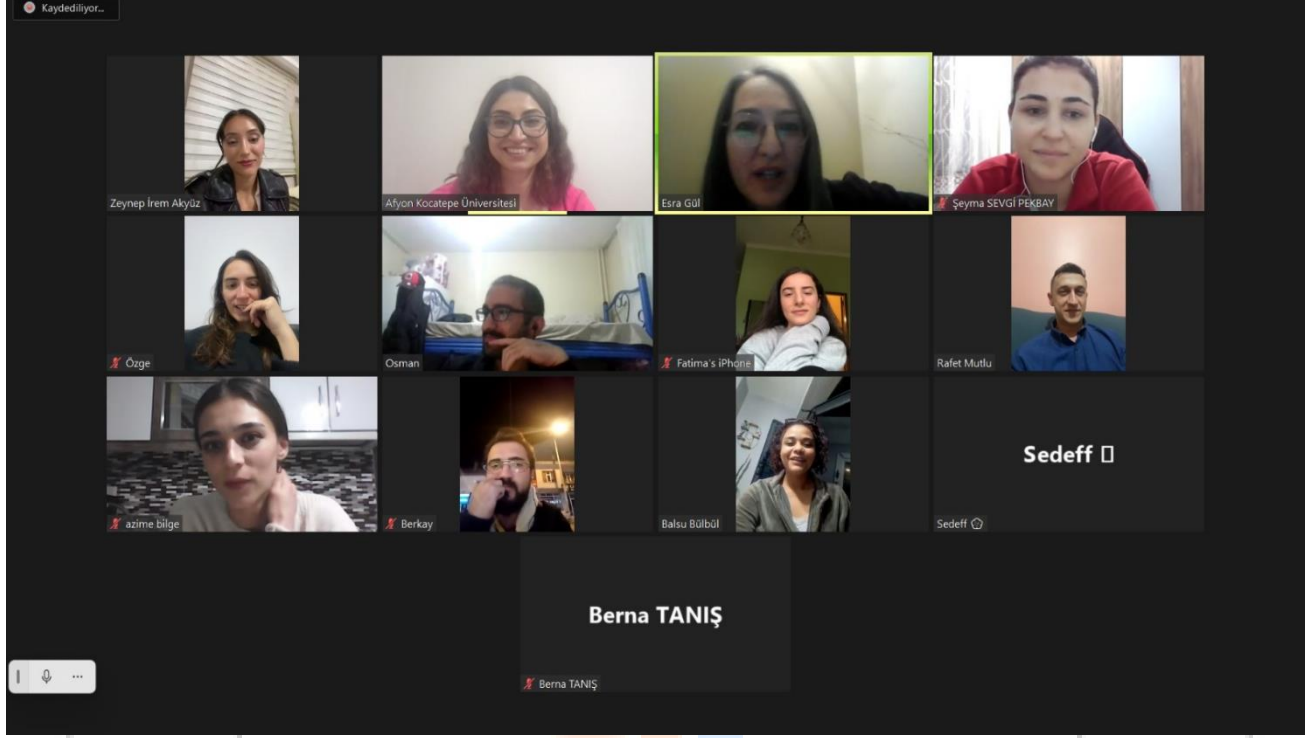 Kaydediliyor...
Zeynep İrem Akyüz
Afyon Kocatepe Üniversitesi
Esra Gül
Şeyma SEVGİ PEKBAY
Özge
Osman
Fatima's iPhone
Rafet Mutlu
azime bilge
Berkay
Balsu Bülbül
Sedeff
Sedeff
Berna TANIŞ
Berna TANIŞ